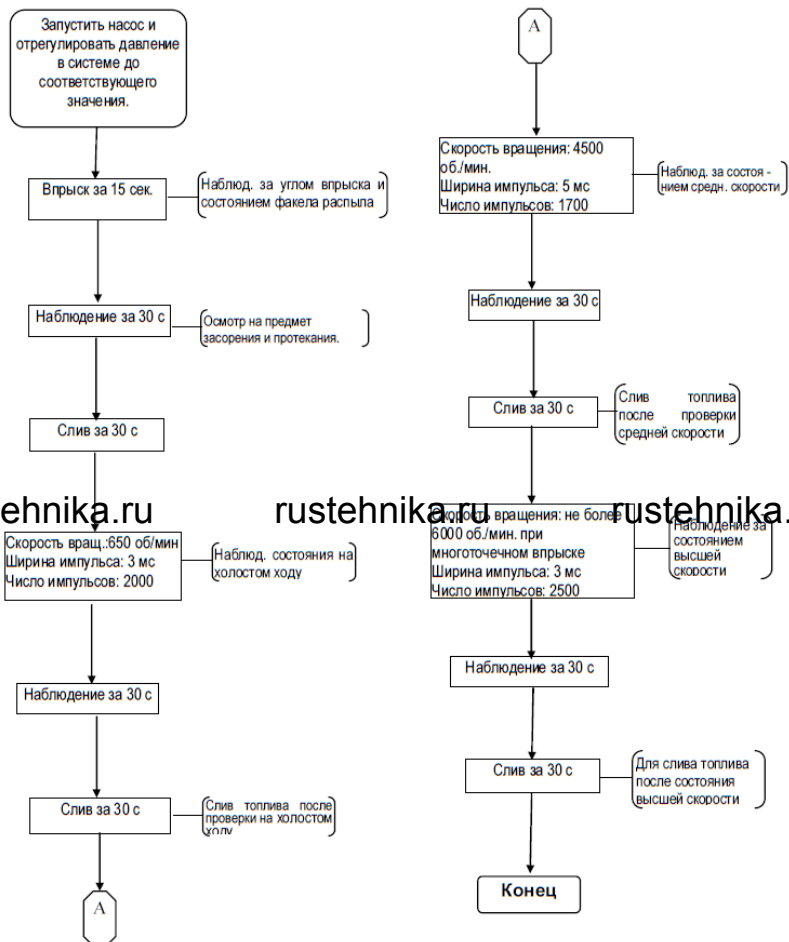 Запустить насос и
отрегулировать давление
в системе до
соответствующего
значения.
Впрыск за 15 сек.
Наблюд. за углом впрыска и
состоянием факела распыла
Наблюдение за 30 с
Осмотр на предмет
засорения и протекания.
Слив за 30 с
tehnika.ru
Скорость вращ.:650 об/мин
Ширина импульса: 3 мс
Число импульсов: 2000
Наблюд. состояния на
холостом ходу
Наблюдение за 30 с
Слив за 30 с
Слив топлива после
проверки на холостом
ходу
A
A
Скорость вращения: 4500
об./мин.
Ширина импульса: 5 мс
Число импульсов: 1700
Наблюд. за состоя -
нием средн. скорости
Наблюдение за 30 с
Слив за 30 с
Слив топлива
после проверки
средней скорости
rustehnika.ru
rustehnika.
Скорость вращения: не более
6000 об./мин. при
многоточечном впрыске
Ширина импульса: 3 мс
Число импульсов: 2500
Наблюдение за
состоянием
высшей
скорости
Наблюдение за 30 с
Слив за 30 с
Для слива топлива
после состояния
высшей скорости
Конец